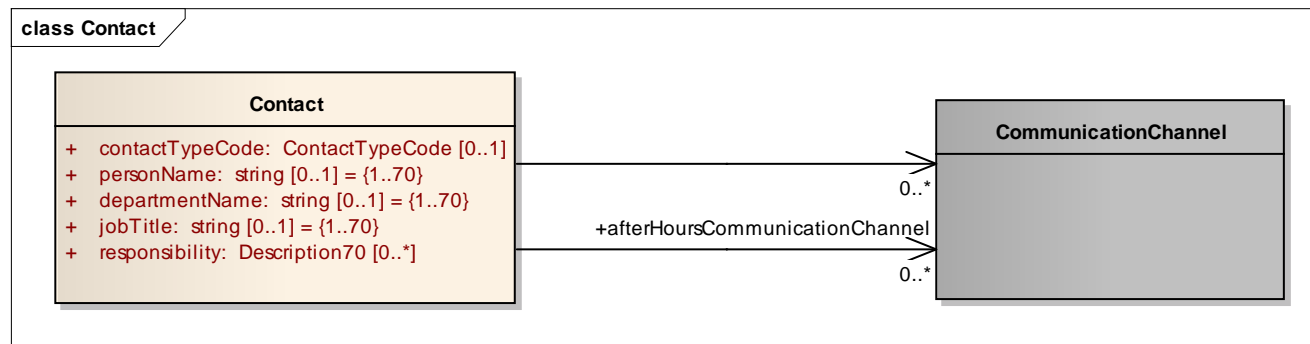 class Contact
Contact
+ contactTypeCode: ContactTypeCode [0..1]
+ personName: string [0..1] = {1..70}
+ departmentName: string [0..1] = {1..70}
+ jobTitle: string [0..1] = {1..70}
+ responsibility: Description70 [0..*]
CommunicationChannel
0..*
+afterHoursCommunicationChannel
0..*